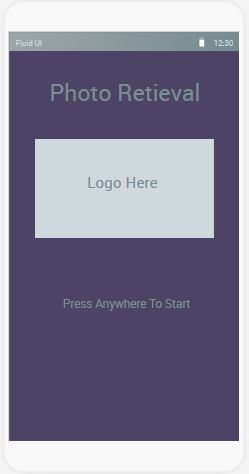 Fluid UI 12:30
Photo Retieval
Logo Here
Press Anywhere To Start